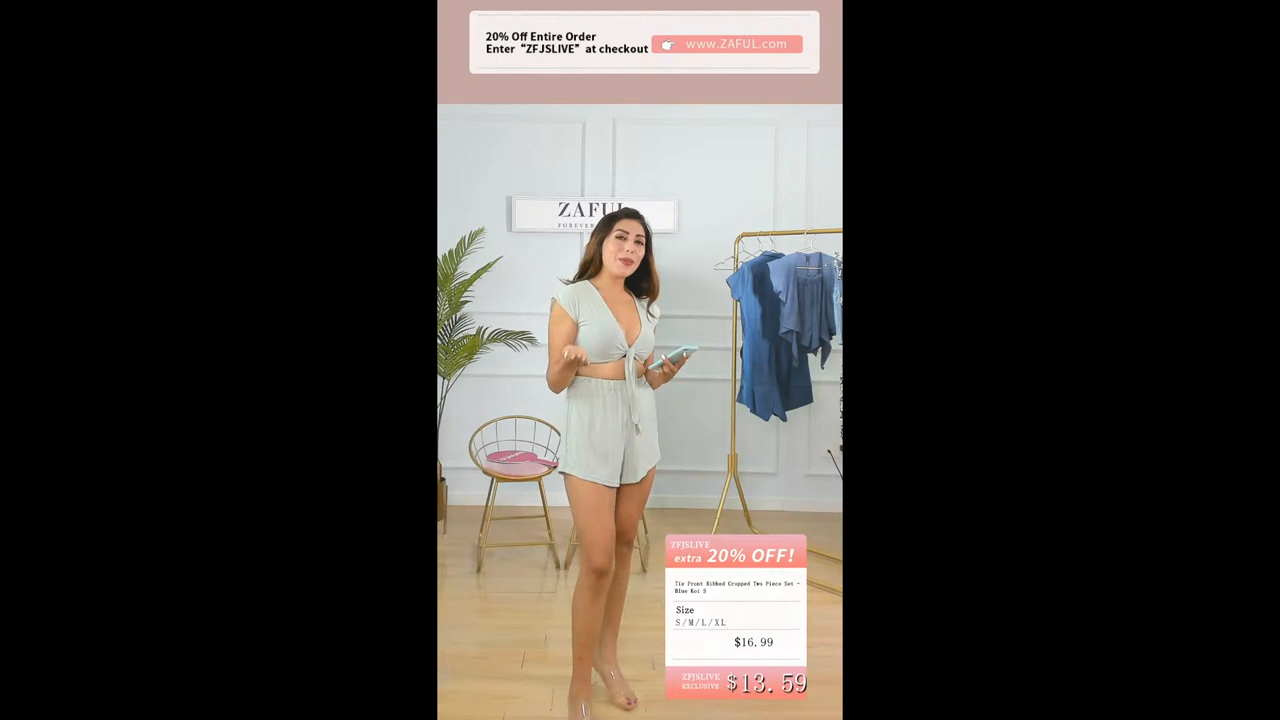 20% Off Entire Order
Enter “ZFJSLIVE” at checkout
www.ZAFUL.com
ZAFUL
FOREVER
ZFJSLIVE
extra 20% OFF!
Tie Front Ribbed Cropped Two Piece Set -
Blue Koi S
Size
S/M/L/XL
$16.99
ZFJSLIVE
EXCLUSIVE
$13.59